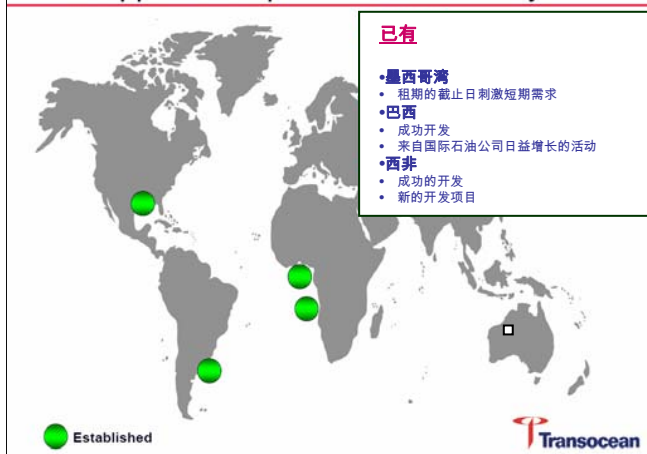 已有
•墨西哥湾
• 租期的截止日刺激短期需求
•巴西
• 成功开发
• 来自国际石油公司日益增长的活动
•西非
• 成功的开发
• 新的开发项目
Established
Transocean